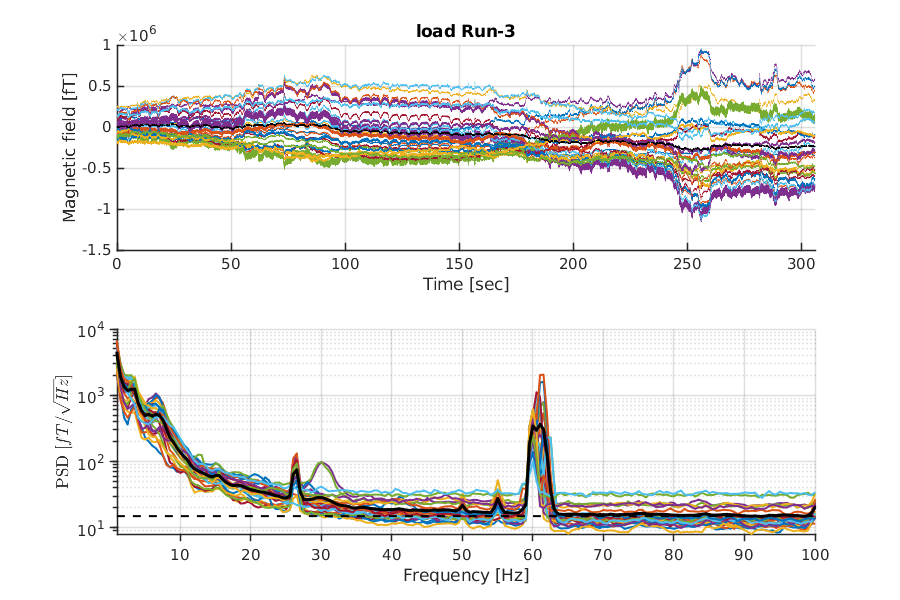 load Run-3
×10^6
1
0.5
0
-0.5
-1
-1.5
Magnetic field [fT]
0 50 100 150 200 250 300
Time [sec]
10^4
10^3
10^2
10^1
PSD [fT/√Hz]
10 20 30 40 50 60 70 80 90 100
Frequency [Hz]